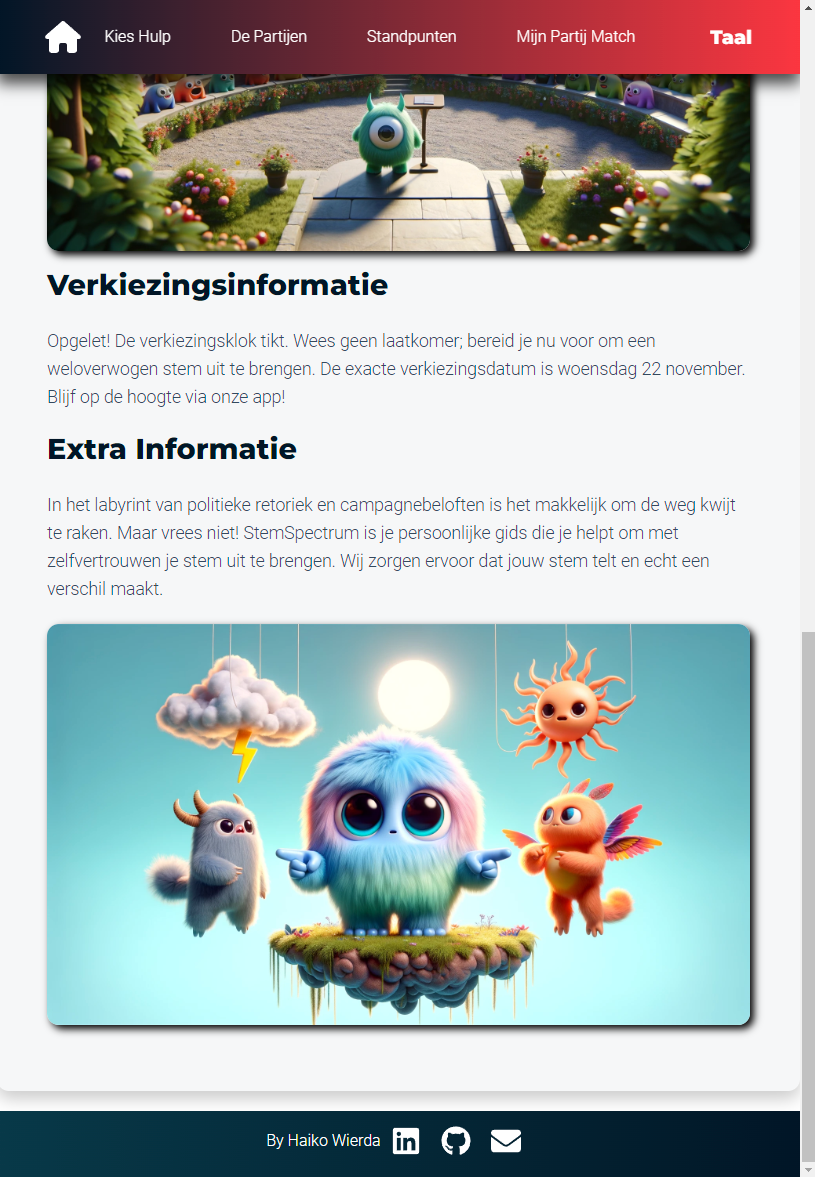 Kies Hulp De Partijen Standpunten Mijn Partij Match Taal
Verkiezingsinformatie
Opgelet! De verkiezingsklok tikt. Wees geen laatkomer; bereid je nu voor om een
weloverwogen stem uit te brengen. De exacte verkiezingsdatum is woensdag 22 november.
Blijf op de hoogte via onze app!
Extra Informatie
In het labyrint van politieke retoriek en campagnebeloften is het makkelijk om de weg kwijt
te raken. Maar vrees niet! StemSpectrum is je persoonlijke gids die je helpt om met
zelfvertrouwen je stem uit te brengen. Wij zorgen ervoor dat jouw stem telt en echt een
verschil maakt.
By Haiko Wierda